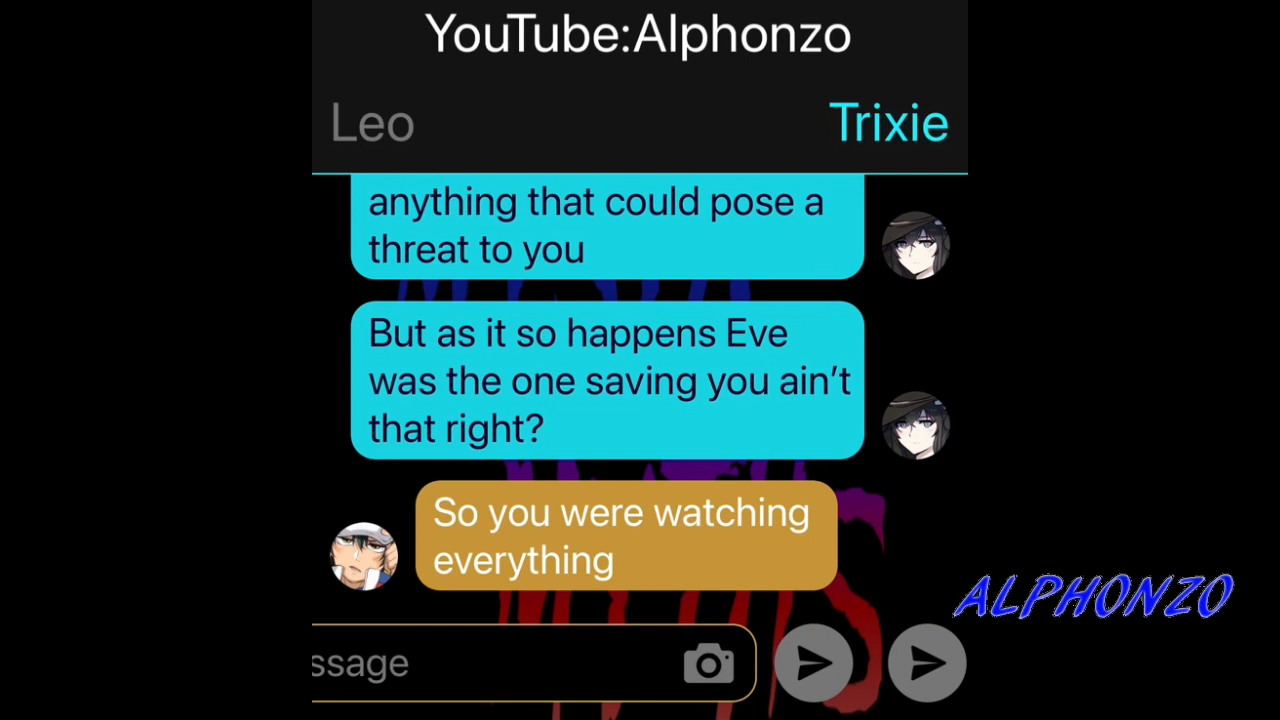 YouTube:Alphonzo
Leo
Trixie
anything that could pose a
threat to you
But as it so happens Eve
was the one saving you ain’t
that right?
So you were watching
everything
ALPHONZO
ssage